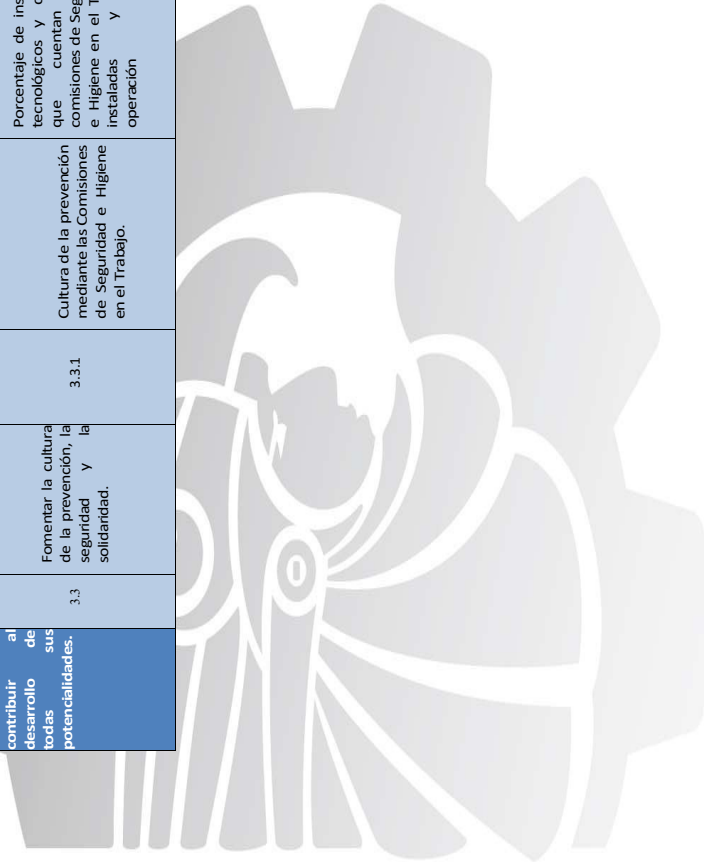 contribuir al
desarrollo de
todas sus
potencialidades.
3.3
Fomentar la cultura
de la prevención, la
seguridad y la
solidaridad.
3.3.1
Cultura de la prevención
mediante las Comisiones
de Seguridad e Higiene
en el Trabajo.
Porcentaje de
tecnológicos y
que cuentan
comisiones de
e Higiene en el
instaladas y
operación